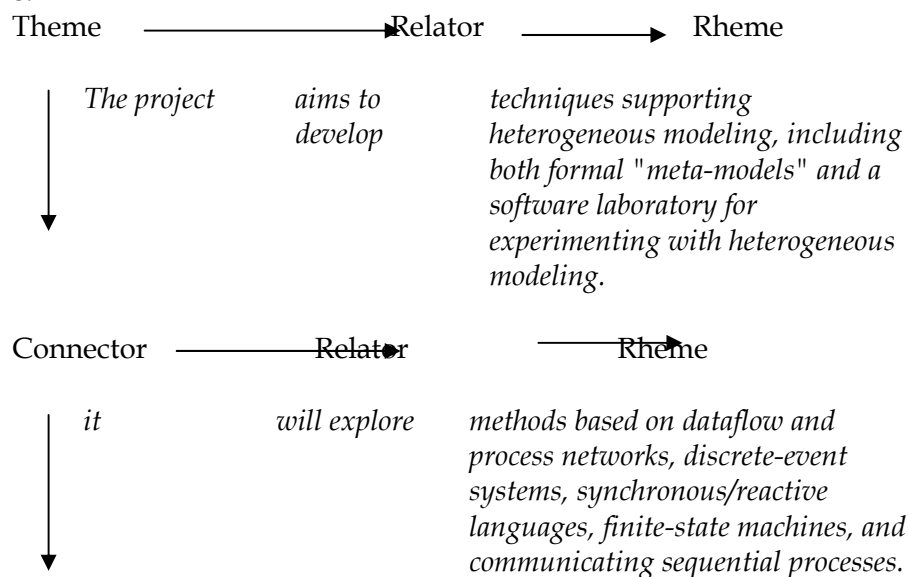 Theme Relator Rheme
The project aims to develop techniques supporting
heterogeneous modeling, including
both formal "meta-models" and a
software laboratory for
experimenting with heterogeneous
modeling.
Connector Relator Rheme
it will explore methods based on dataflow and
process networks, discrete-event
systems, synchronous/reactive
languages, finite-state machines, and
communicating sequential processes.